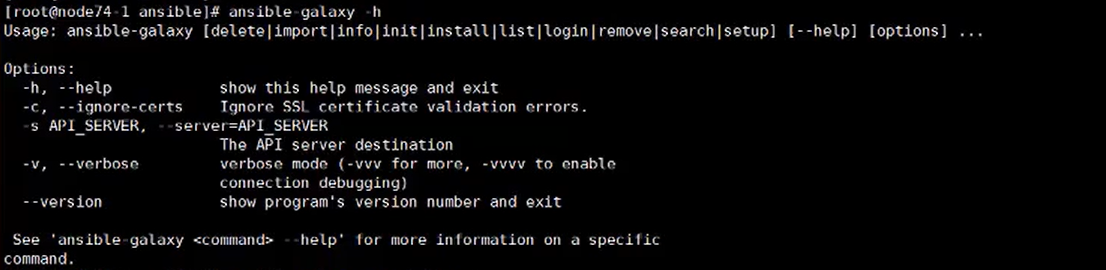 [root@node74-1 ansible]# ansible-galaxy -h
Usage: ansible-galaxy [delete|import|info|init|install|list|login|remove|search|setup] [--help] [options] ...
Options:
-h, --help show this help message and exit
-c, --ignore-certs Ignore SSL certificate validation errors.
-s API_SERVER, --server=API_SERVER
The API server destination
-v, --verbose verbose mode (-vvv for more, -vvvv to enable
connection debugging)
--version show program's version number and exit
See 'ansible-galaxy <command> --help' for more information on a specific
command.